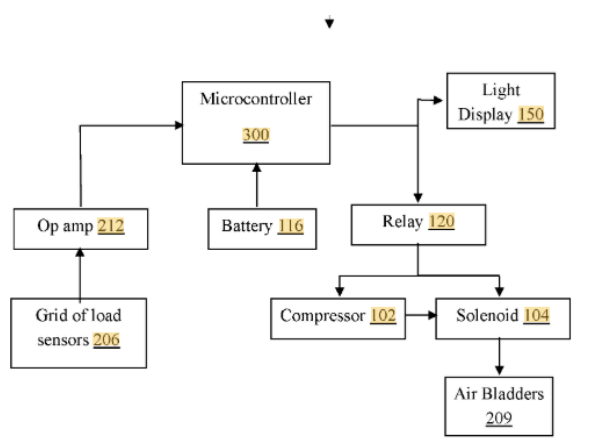 Microcontroller
300
Light
Display 150
Op amp 212
Battery 116
Relay 120
Grid of load
sensors 206
Compressor 102
Solenoid 104
Air Bladders
209